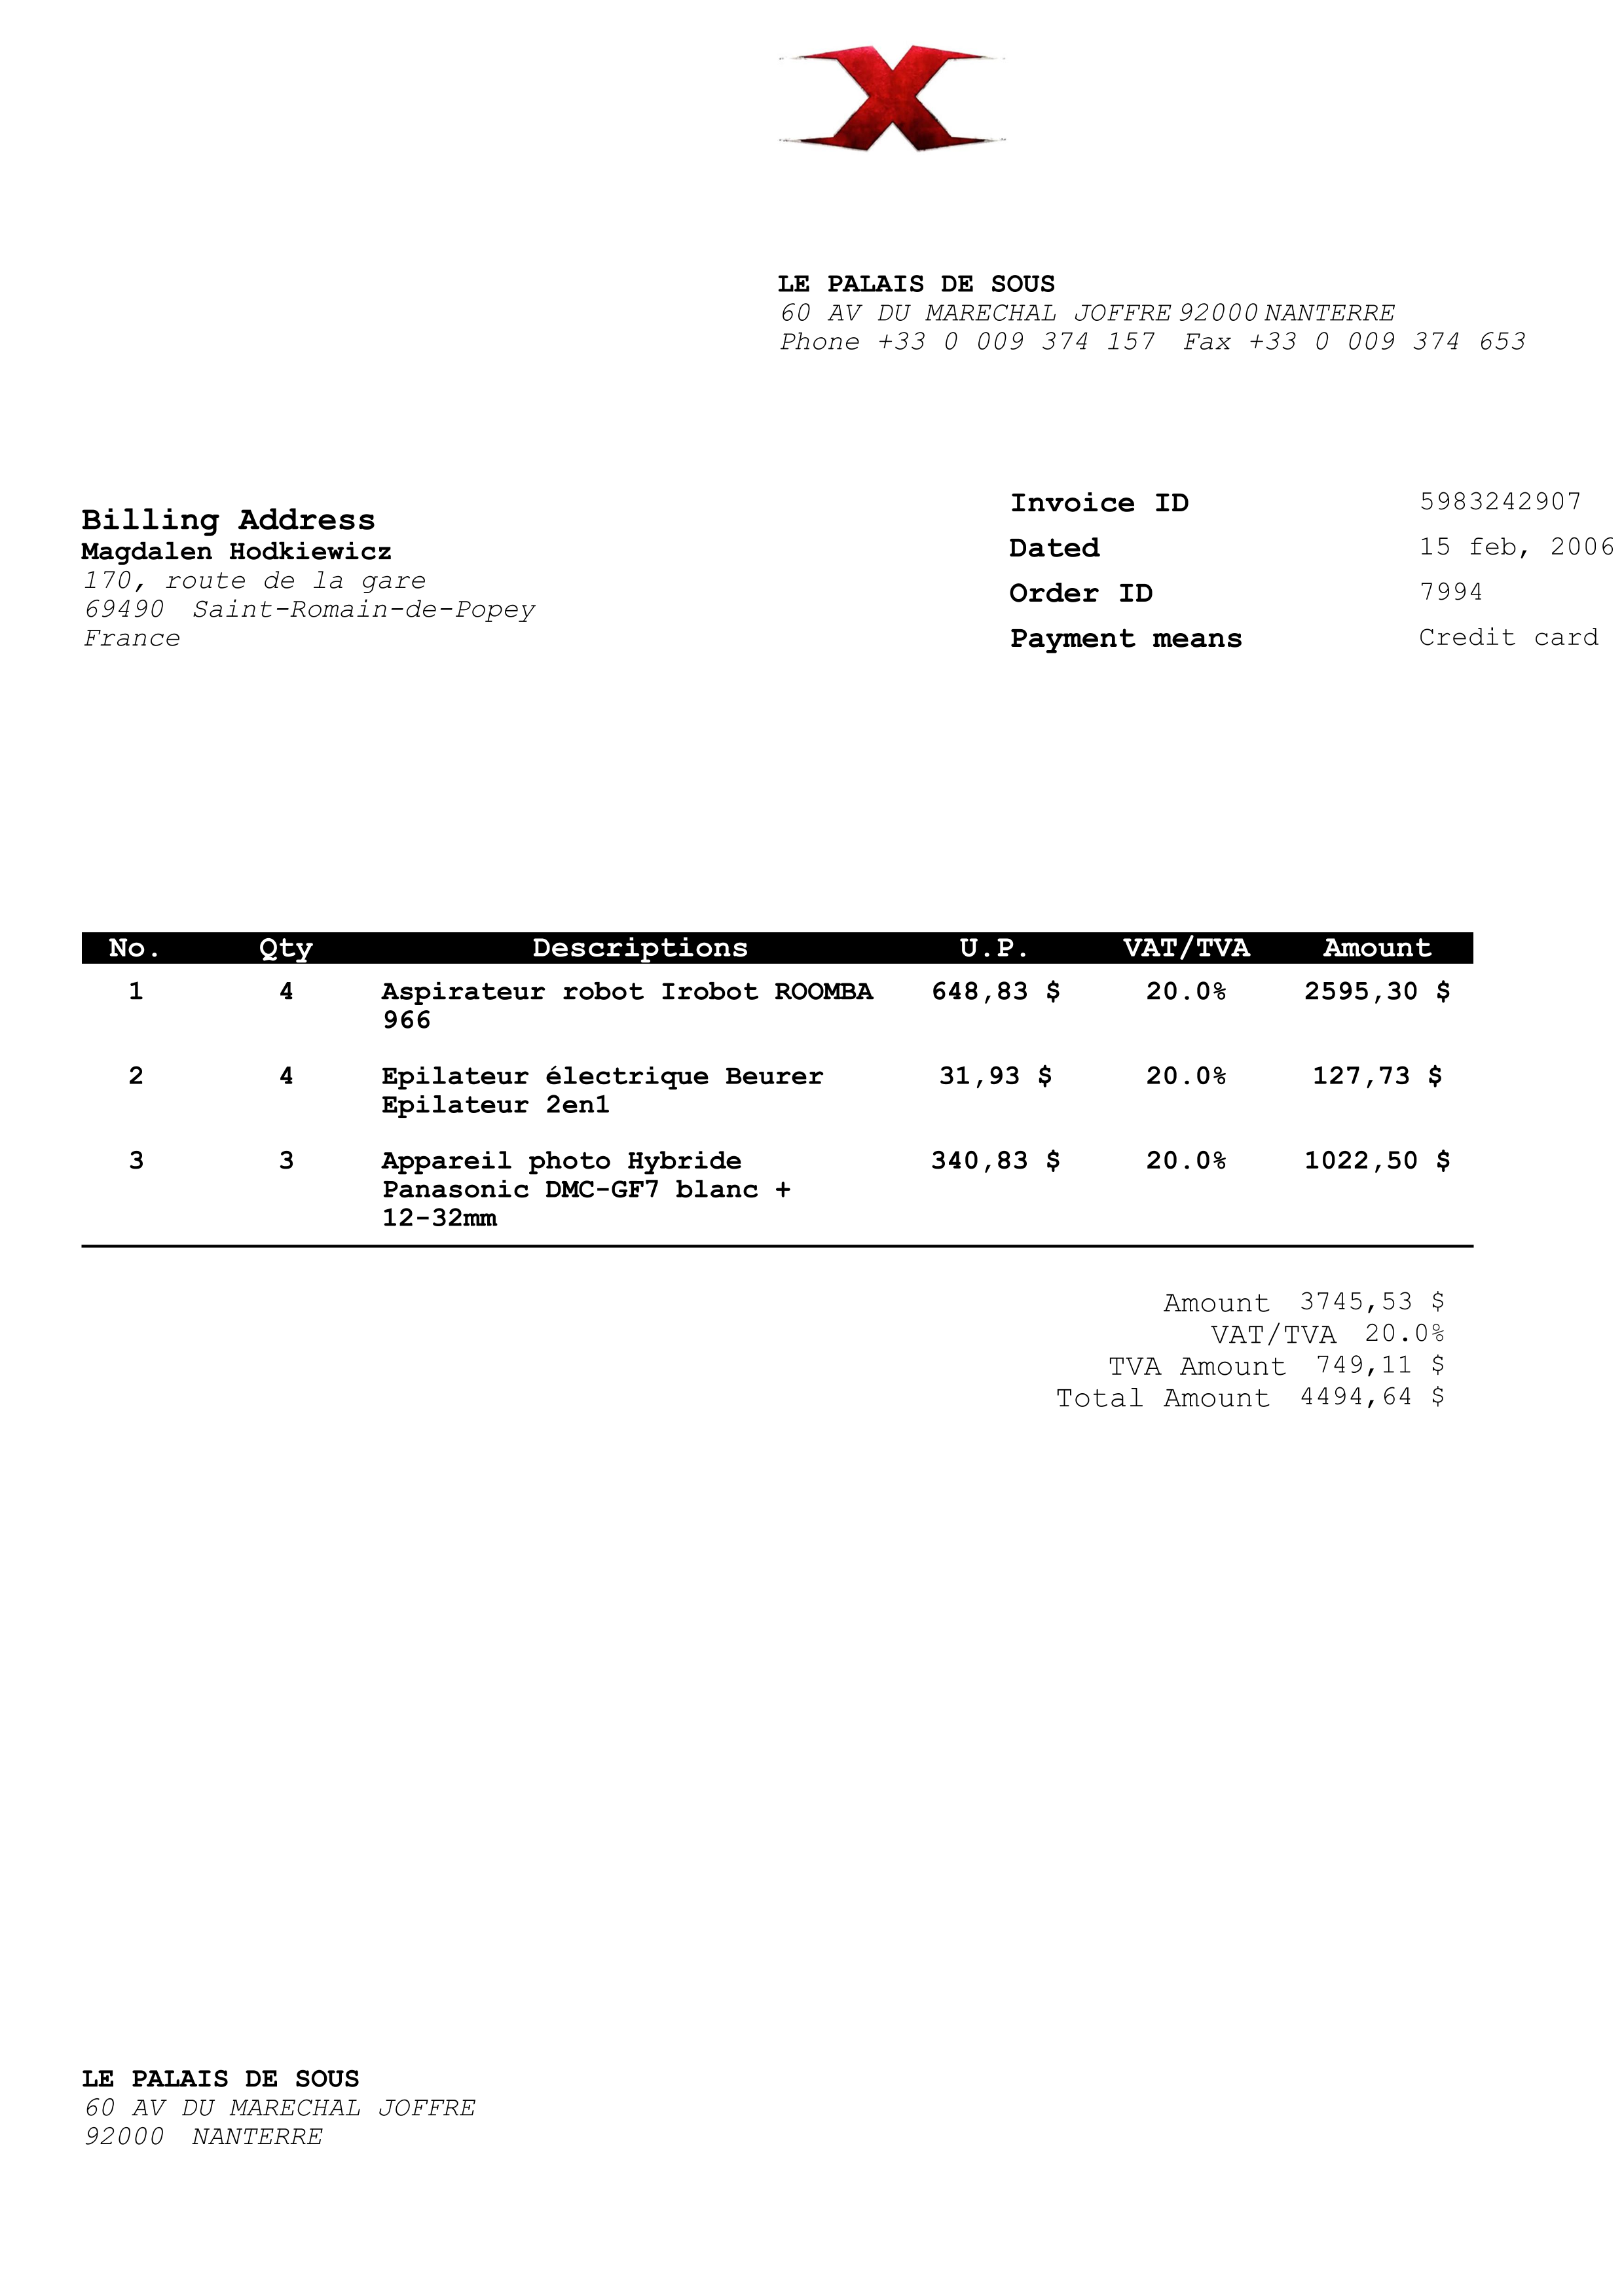 X
LE PALAIS DE SOUS
60 AV DU MARECHAL JOFFRE 92000 NANTERRE
Phone +33 0 009 374 157 Fax +33 0 009 374 653
Billing Address
Magdalen Hodkiewicz
170, route de la gare
69490 Saint-Romain-de-Popey
France
Invoice ID 5983242907
Dated 15 feb, 2006
Order ID 7994
Payment means Credit card
No. Qty Descriptions U.P. VAT/TVA Amount
1 4 Aspirateur robot Irobot ROOMBA 648,83 $ 20.0% 2595,30 $
966
2 4 Epilateur électrique Beurer 31,93 $ 20.0% 127,73 $
Epilateur 2en1
3 3 Appareil photo Hybride 340,83 $ 20.0% 1022,50 $
Panasonic DMC-GF7 blanc +
12-32mm
Amount 3745,53 $
VAT/TVA 20.0%
TVA Amount 749,11 $
Total Amount 4494,64 $
LE PALAIS DE SOUS
60 AV DU MARECHAL JOFFRE
92000 NANTERRE